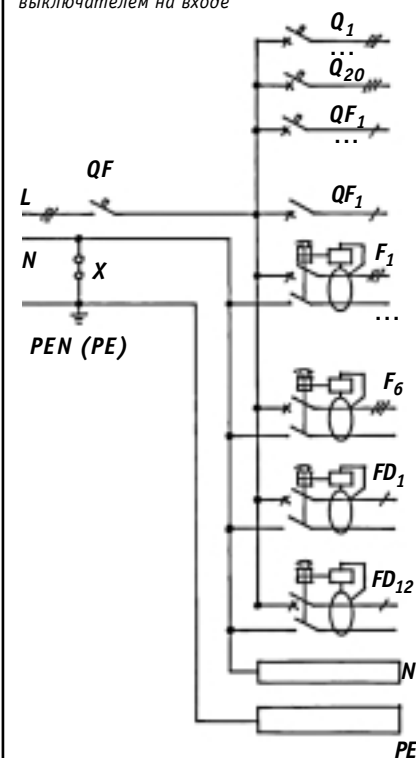 выключателем на входе
Q1
...
Q20
QF1
...
QF
QF1
L
F1
N
X
...
PEN (PE)
F6
FD1
FD12
N
PE